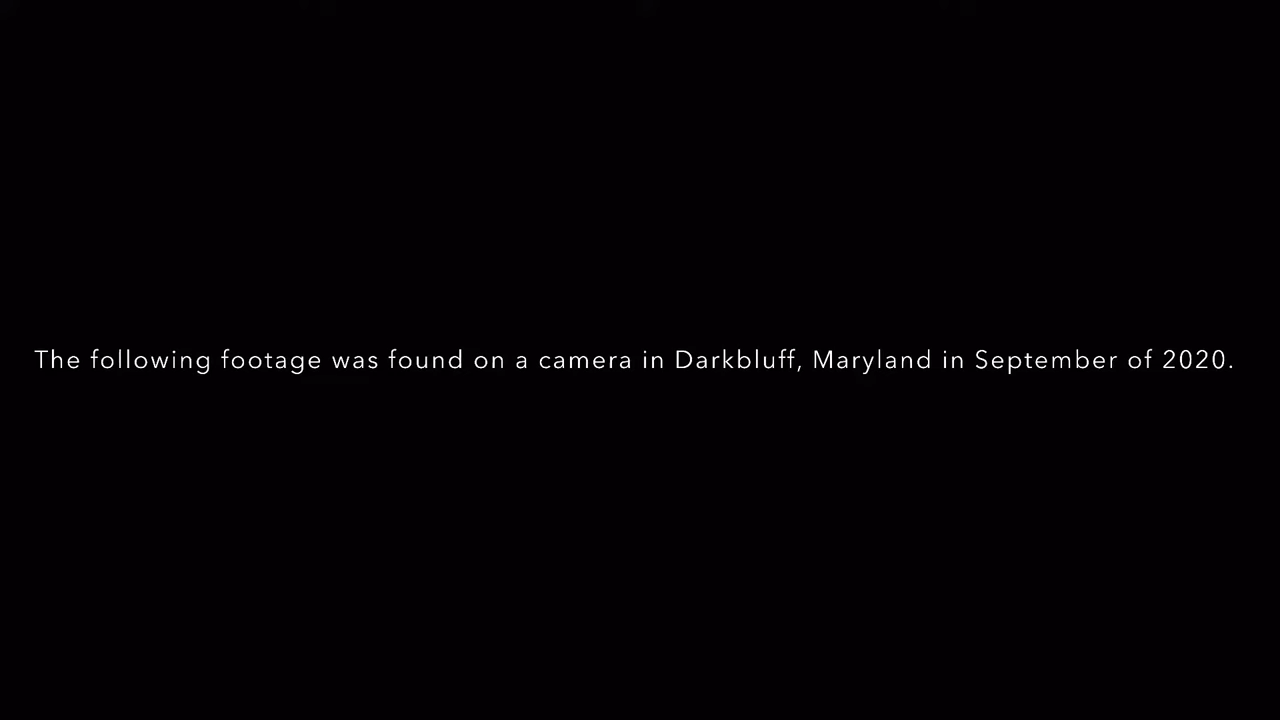 The following footage was found on a camera in Darkbluff, Maryland in September of 2020.